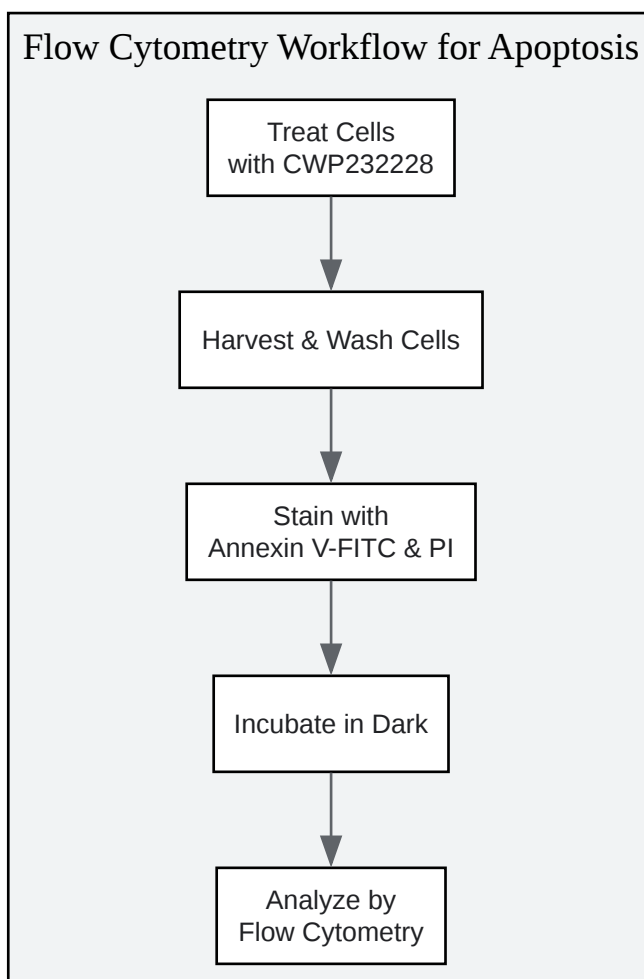 Flow Cytometry Workflow for Apoptosis
Treat Cells
with CWP232228
Harvest & Wash Cells
Stain with
Annexin V-FITC & PI
Incubate in Dark
Analyze by
Flow Cytometry